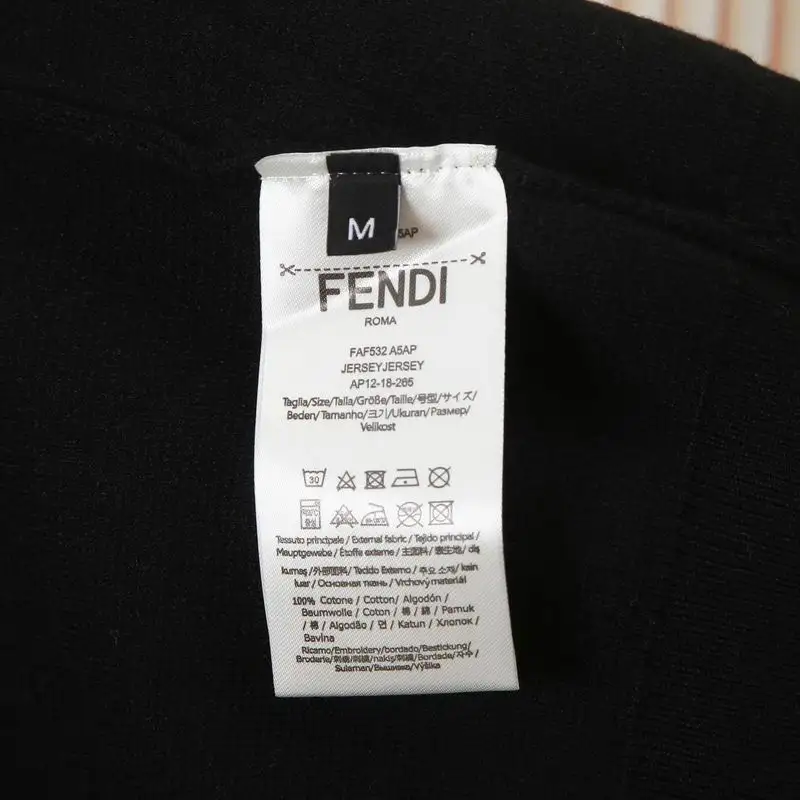 M
5AP
FENDI
ROMA
FAF532 A5AP
JERSEYJERSEY
AP12-18-265
Taglia/Size/Talla/Größe/Taille/号型/サイズ/
Beden/Tamanho/크기/Ukuran/Размер/
Velikost
30
Tessuto principale / External fabric / Tejido principal /
Mauptgewebe / Étoffe externe / 主面料/ 表生地/ dış
kumaş/外部面料/ Tecido Externo / 주요 소재/ kain
luar / Основная ткань / Vrchový materiál
100% Cotone / Cotton/ Algodón /
Baumwolle / Coton / 棉 / 綿 / Pamuk
/ 棉 / Algodão / 면 / Katun / Хлопок /
Bavlna
Ricamo/Embroidery/bordado/Bestickung/
Broderie/刺绣/刺繍/nakış/刺繡/Bordade/자수/
Sulaman/Вышивка/Výšika